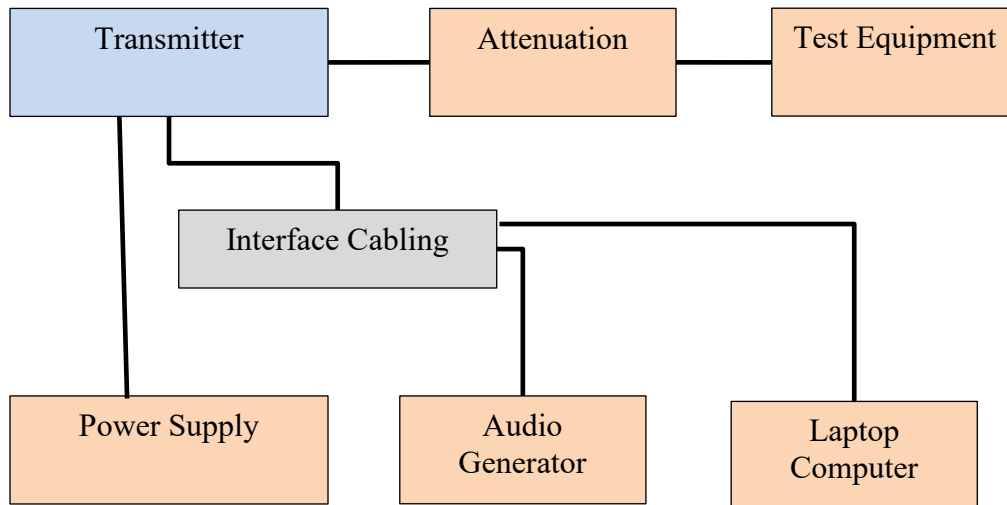 Transmitter
Attenuation
Test Equipment
Interface Cabling
Power Supply
Audio
Generator
Laptop
Computer